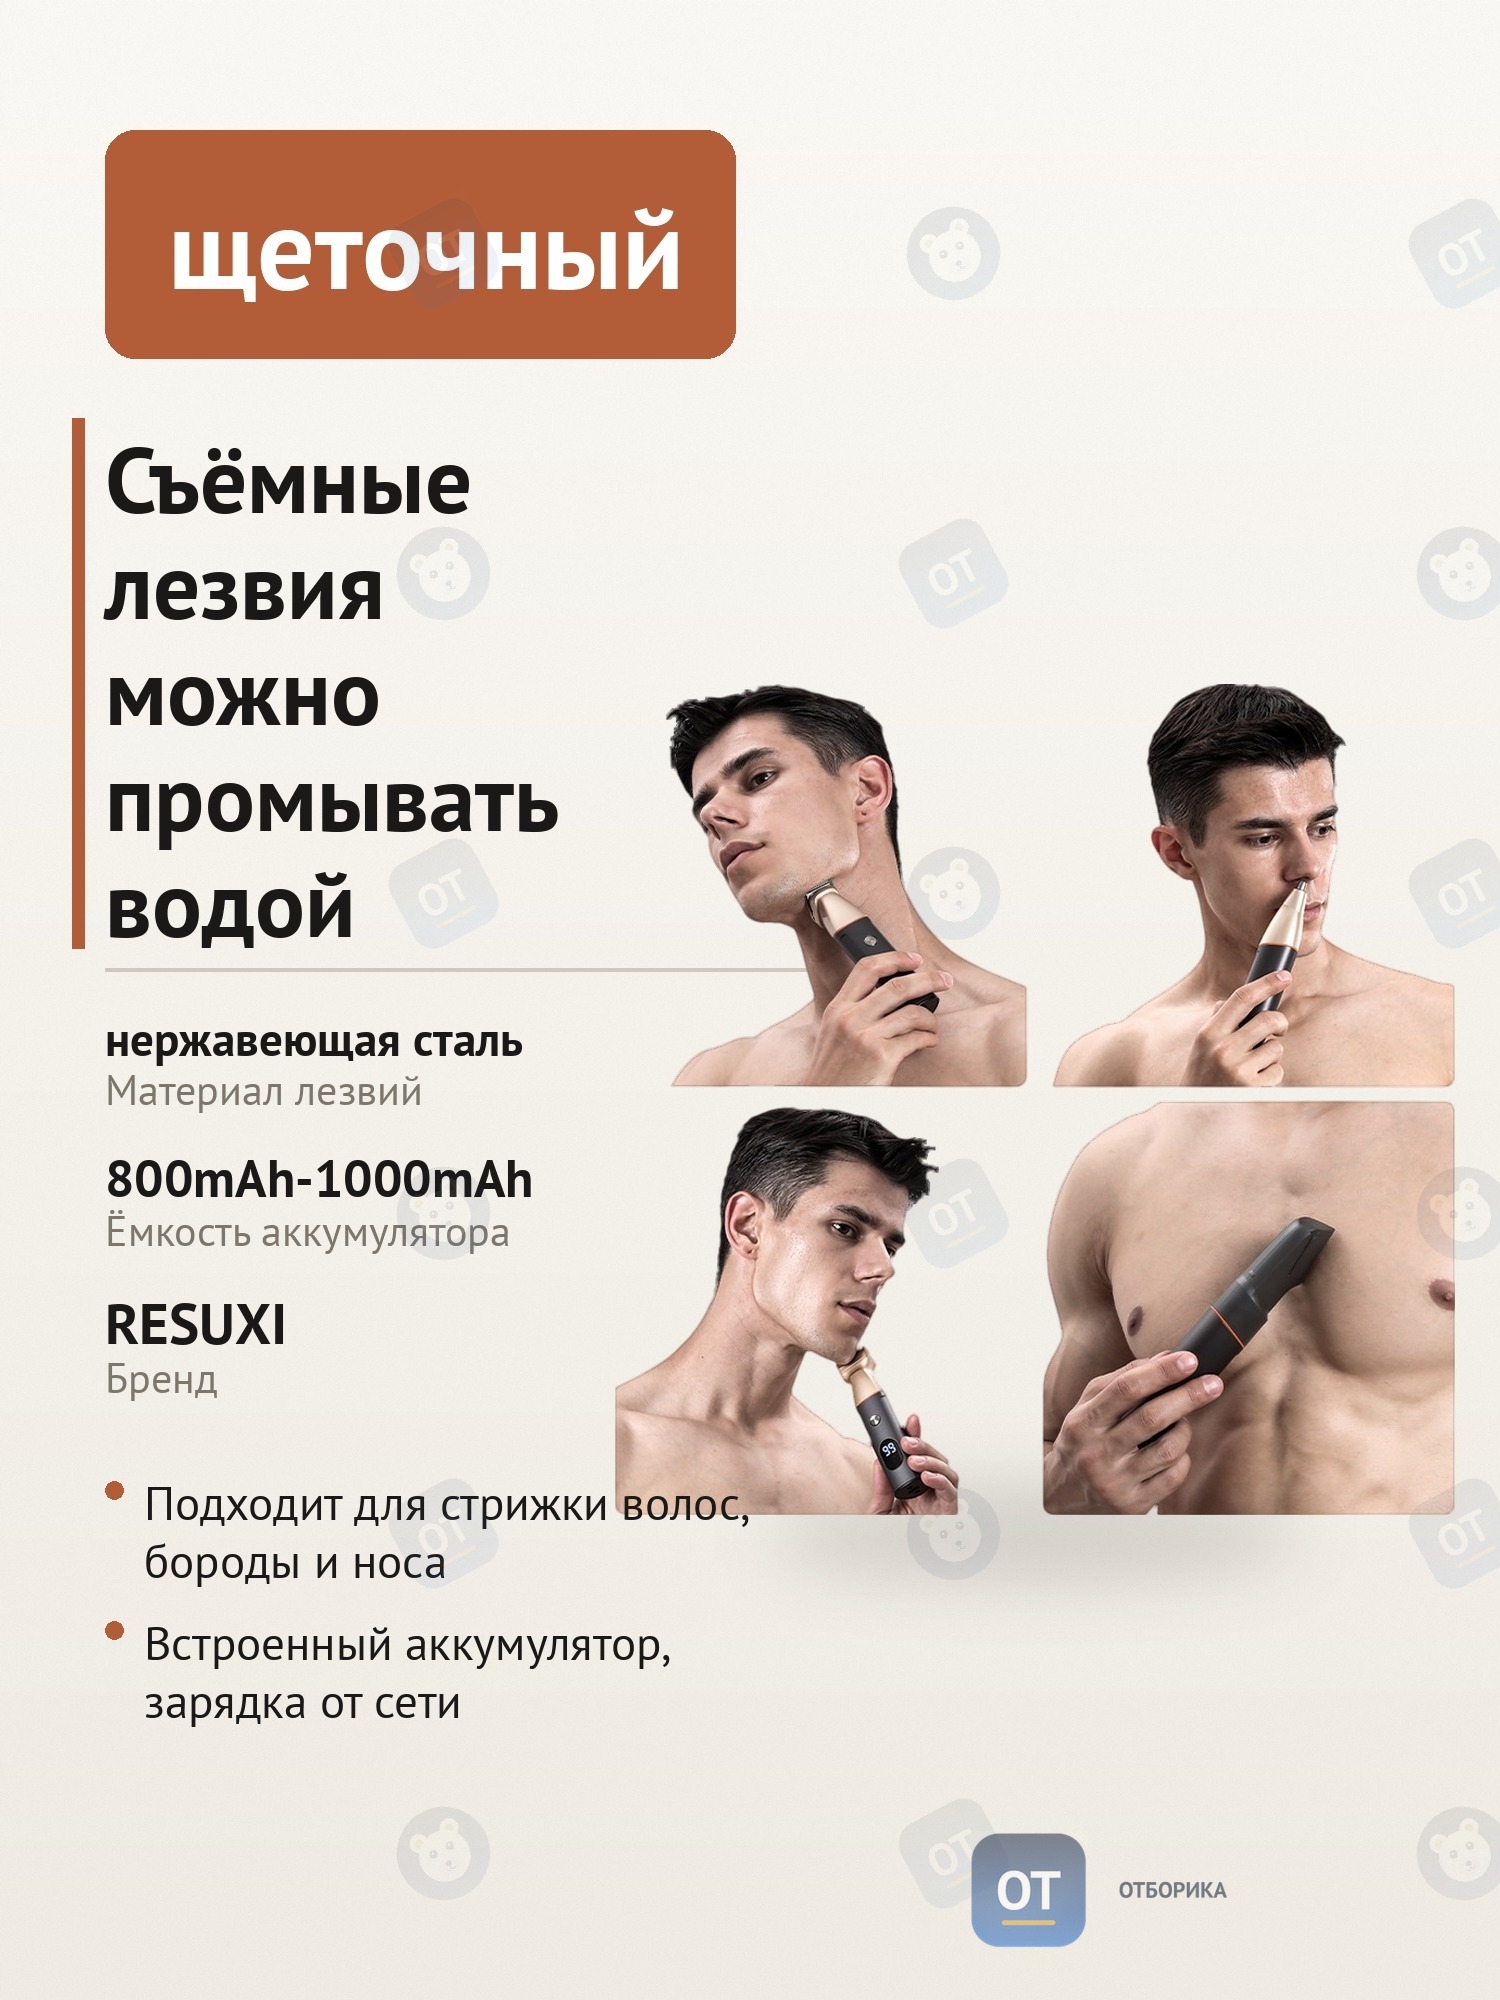 щеточный
Съёмные
лезвия
можно
промывать
водой
нержавеющая сталь
Материал лезвий
800mAh-1000mAh
Ёмкость аккумулятора
RESUXI
Бренд
99
Подходит для стрижки волос,
бороды и носа
Встроенный аккумулятор,
зарядка от сети
ОТ
ОТБОРИКА